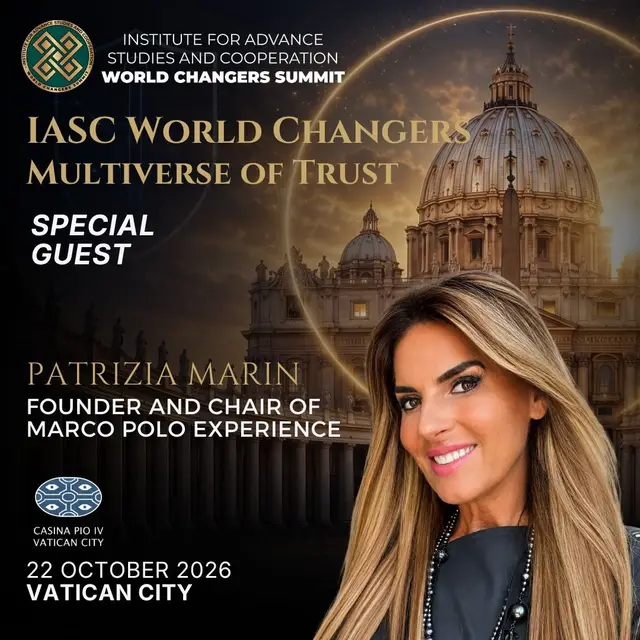 INSTITUTE FOR ADVANCE
STUDIES AND COOPERATION
WORLD CHANGERS SUMMIT
IASC WORLD CHANGERS
MULTIVERSE OF TRUST
SPECIAL
GUEST
PATRIZIA MARIN
FOUNDER AND CHAIR OF
MARCO POLO EXPERIENCE
CASINA PIO IV
VATICAN CITY
22 OCTOBER 2026
VATICAN CITY